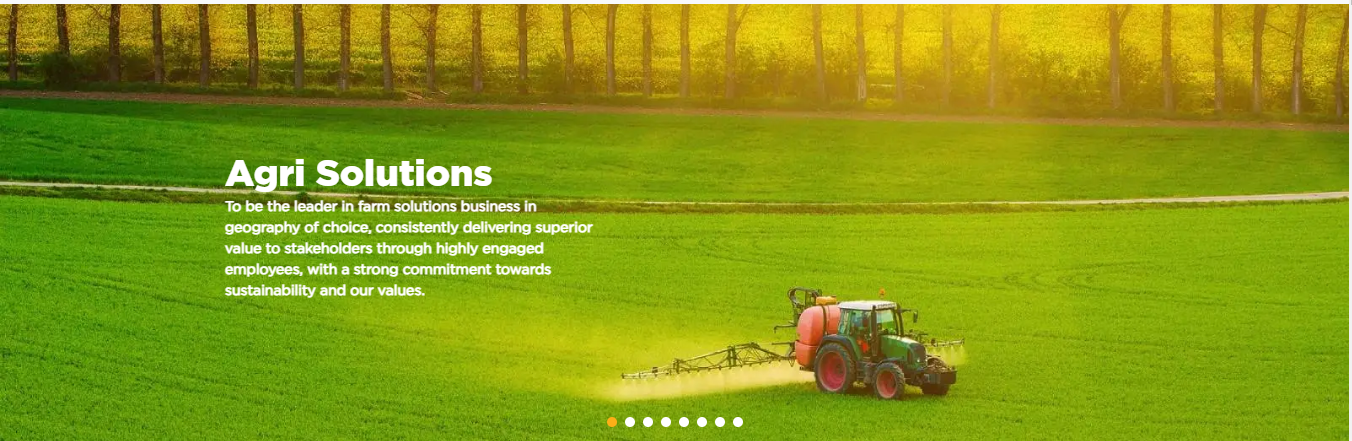 Agri Solutions
To be the leader in farm solutions business in
geography of choice, consistently delivering superior
value to stakeholders through highly engaged
employees, with a strong commitment towards
sustainability and our values.